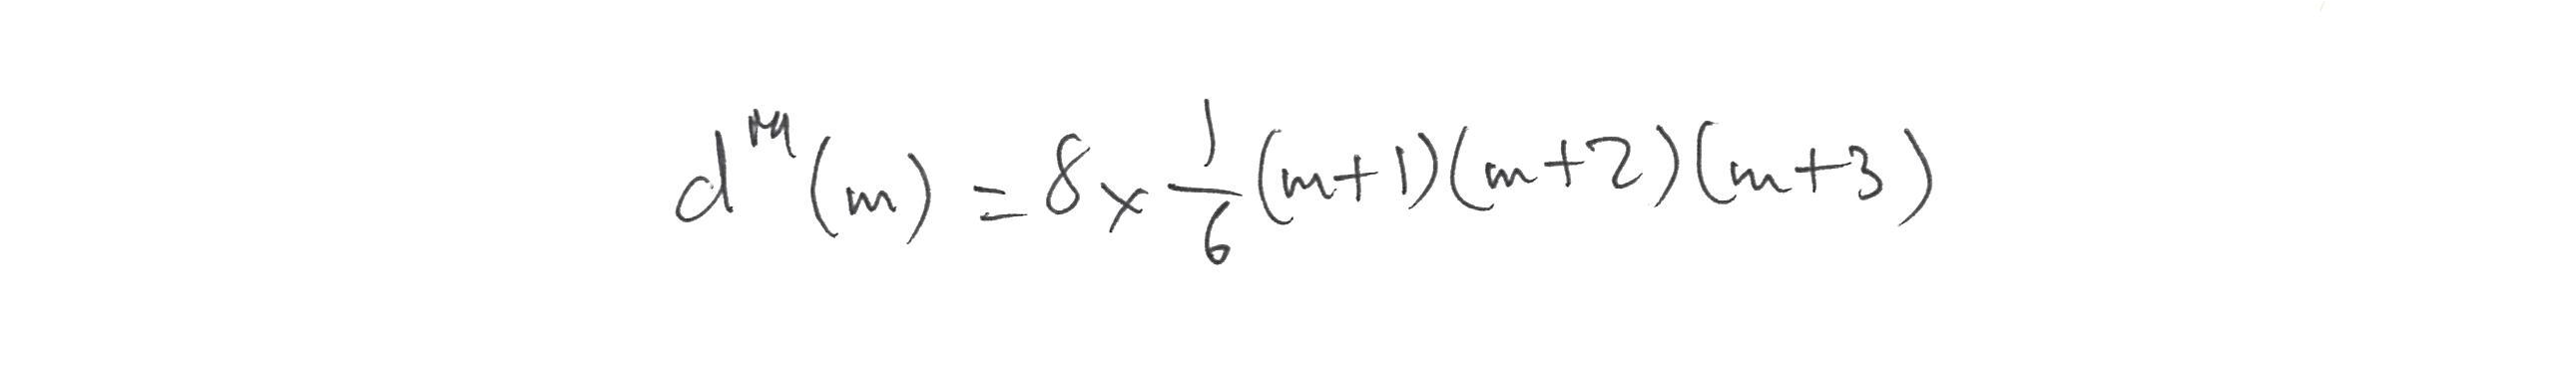 d^M(m) = 8 × 1/6 (m+1)(m+2)(m+3)